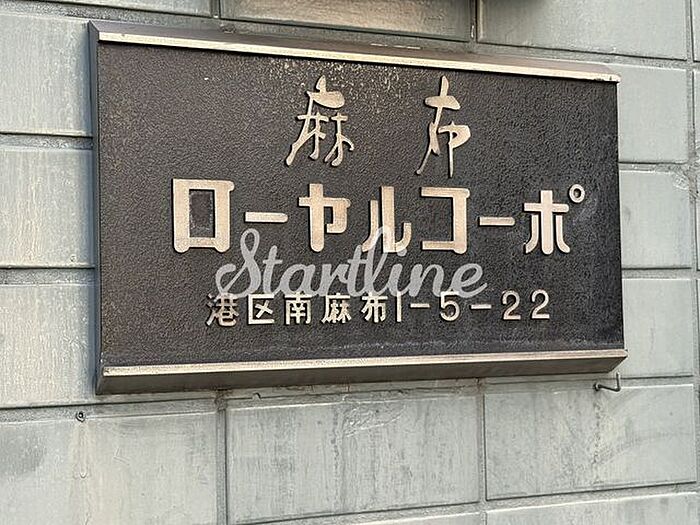 麻布
ローヤルコーポ
Startline
港区南麻布1-5-22